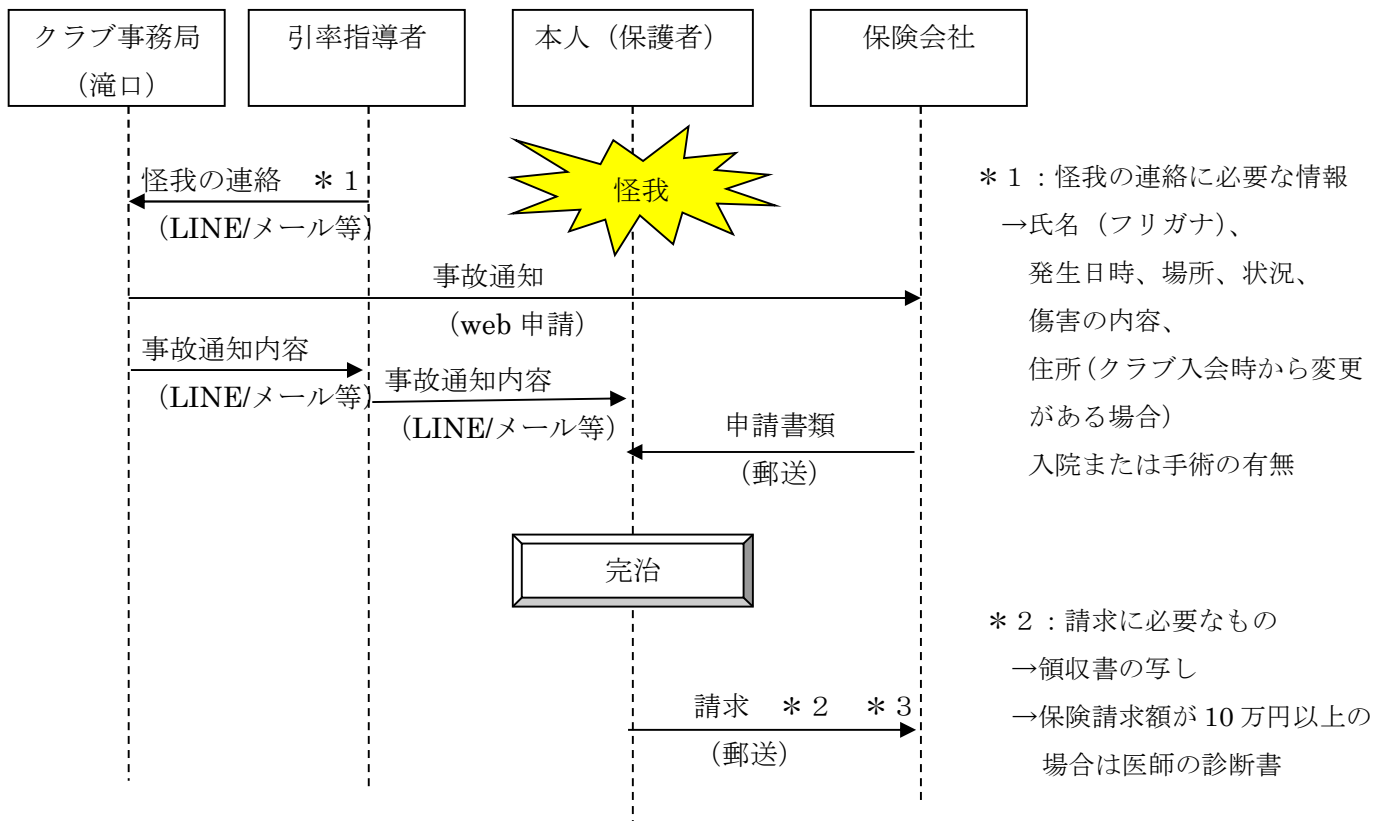 クラブ事務局
（滝口）
引率指導者
本人（保護者）
保険会社
怪我
怪我の連絡　＊１
（LINE/メール等）
事故通知
（web 申請）
事故通知内容
（LINE/メール等）
事故通知内容
（LINE/メール等）
申請書類
（郵送）
完治
請求　＊２　＊３
（郵送）
＊１：怪我の連絡に必要な情報
→氏名（フリガナ）、
発生日時、場所、状況、
傷害の内容、
住所（クラブ入会時から変更
がある場合）
入院または手術の有無
＊２：請求に必要なもの
→領収書の写し
→保険請求額が 10 万円以上の
場合は医師の診断書